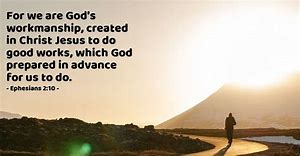 For we are God's
workmanship, created
in Christ Jesus to do
good works, which God
prepared in advance
for us to do.
- Ephesians 2:10 -